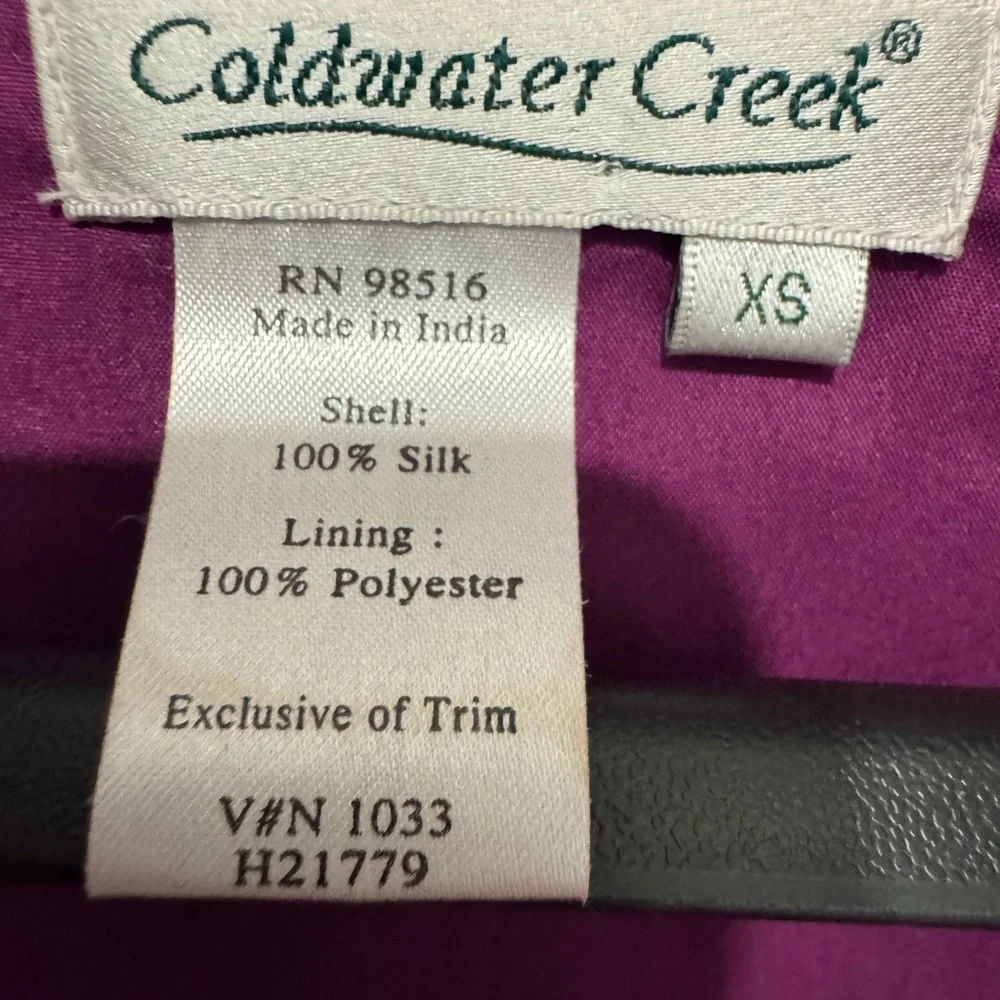 Coldwater Creek®
XS
RN 98516
Made in India
Shell:
100% Silk
Lining :
100% Polyester
Exclusive of Trim
V#N 1033
H21779